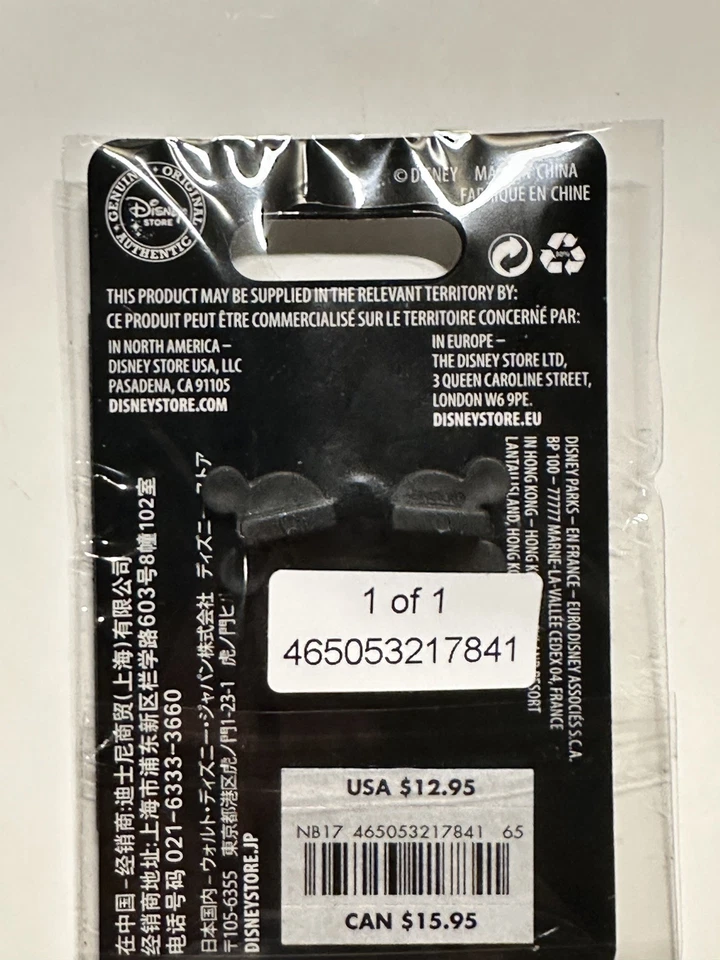 GENUINE ORIGINAL
Disney
STORE
AUTHENTIC
© DISNEY MADE IN CHINA
FABRIQUE EN CHINE
THIS PRODUCT MAY BE SUPPLIED IN THE RELEVANT TERRITORY BY:
CE PRODUIT PEUT ÊTRE COMMERCIALISÉ SUR LE TERRITOIRE CONCERNÉ PAR:
IN NORTH AMERICA –
DISNEY STORE USA, LLC
PASADENA, CA 91105
DISNEYSTORE.COM
IN EUROPE –
THE DISNEY STORE LTD,
3 QUEEN CAROLINE STREET,
LONDON W6 9PE.
DISNEYSTORE.EU
DISNEY PARKS – EN FRANCE – EURO DISNEY ASSOCIÉS S.C.A.
BP 100 – 77777 MARNE-LA-VALLÉE CEDEX 04, FRANCE
IN HONG KONG – HONG
RESORT
LANTAU ISLAND, HONG
在中国 – 经销商:迪士尼商贸(上海)有限公司
经销商地址:上海市浦东新区栏学路603号8幢102室
电话号码 021-6333-3660
日本国内 – ウォルト・ディズニー・ジャパン株式会社 ディズニーストア
〒105-6355 東京都港区虎ノ門1-23-1 虎ノ門ヒ
DISNEYSTORE.JP
1 of 1
465053217841
USA $12.95
NB17 465053217841 65
CAN $15.95